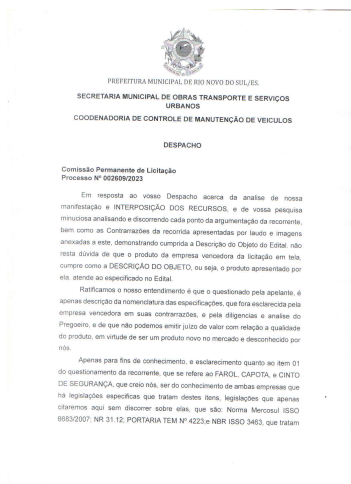 PREFEITURA MUNICIPAL DE RIO NOVO DO SUL/ES.
SECRETARIA MUNICIPAL DE OBRAS TRANSPORTE E SERVIÇOS
URBANOS
COODENADORIA DE CONTROLE DE MANUTENÇÃO DE VEICULOS
DESPACHO
Comissão Permanente de Licitação
Processo Nº 002609/2023
Em resposta ao vosso Despacho acerca da analise de nossa
manifestação e INTERPOSIÇÃO DOS RECURSOS, e de vossa pesquisa
minuciosa analisando e discorrendo cada ponto da argumentação da recorrente,
bem como as Contrarrazões da recorrida apresentadas por laudo e imagens
anexadas a este, demonstrando cumprida a Descrição do Objeto do Edital, não
resta dúvida de que o produto da empresa vencedora da licitação em tela,
cumpre como a DESCRIÇÃO DO OBJETO, ou seja, o produto apresentado por
ela, atende ao especificado no Edital.
Ratificamos o nosso entendimento é que o questionado pela apelante, é
apenas descrição da nomenclatura das especificações, que fora esclarecida pela
empresa vencedora em suas contrarrazões, e pela diligencias e analise do
Pregoeiro, e de que não podemos emitir juízo de valor com relação a qualidade
do produto, em virtude de ser um produto novo no mercado e desconhecido por
nós.
Apenas para fins de conhecimento, e esclarecimento quanto ao item 01
do questionamento da recorrente, que se refere ao FAROL, CAPOTA, e CINTO
DE SEGURANÇA, que creio nós, ser do conhecimento de ambas empresas que
há legislações especificas que tratam destes itens, legislações que apenas
citaremos aqui sem discorrer sobre elas, que são: Norma Mercosul ISSO
6683/2007; NR 31.12; PORTARIA TEM Nº 4223;e NBR ISSO 3463, que tratam